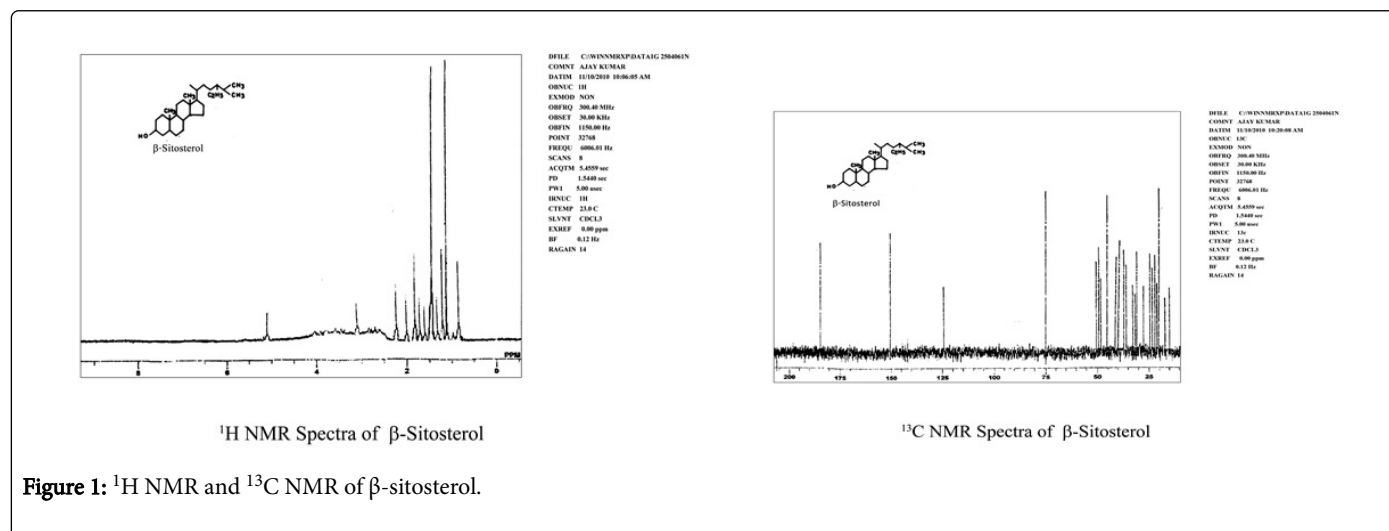 CH3
CH3
C2H5
CH3
CH3
HO
β-Sitosterol
8
6
4
2
0
PPM
DFILE C:\WINNMRXP\DATA1G 2504061N
COMNT AJAY KUMAR
DATIM 11/10/2010 10:06:05 AM
OBNUC 1H
EXMOD NON
OBFRQ 300.40 MHz
OBSET 30.00 KHz
OBFIN 1150.00 Hz
POINT 32768
FREQU 6006.01 Hz
SCANS 8
ACQTM 5.4559 sec
PD 1.5440 sec
PW1 5.00 usec
IRNUC 1H
CTEMP 23.0 C
SLVNT CDCL3
EXREF 0.00 ppm
BF 0.12 Hz
RAGAIN 14
¹H NMR Spectra of β-Sitosterol
CH3
CH3
C2H5
CH3
CH3
HO
β-Sitosterol
200 175 150 125 100 75 50 25
DFILE C:\WINNMRXP\DATA1G 2504061N
COMNT AJAY KUMAR
DATIM 11/10/2010 10:20:08 AM
OBNUC 13C
EXMOD NON
OBFRQ 300.40 MHz
OBSET 30.00 KHz
OBFIN 1150.00 Hz
POINT 32768
FREQU 6006.01 Hz
SCANS 8
ACQTM 5.4559 sec
PD 1.5440 sec
PW1 5.00 usec
IRNUC 13c
CTEMP 23.0 C
SLVNT CDCL3
EXREF 0.00 ppm
BF 0.12 Hz
RAGAIN 14
¹³C NMR Spectra of β-Sitosterol
Figure 1: ¹H NMR and ¹³C NMR of β-sitosterol.